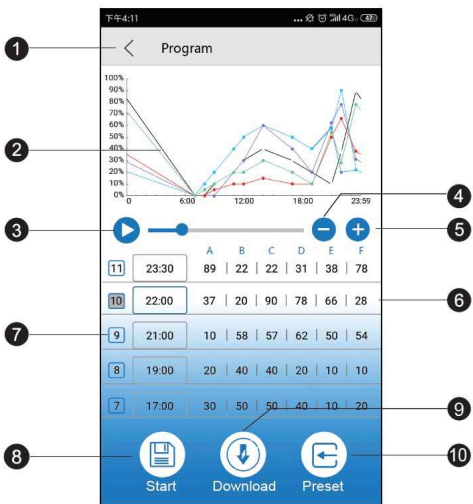 下午4:11 ... 4G 47
Program
100%
90%
80%
70%
60%
50%
40%
30%
20%
10%
0%
0 6:00 12:00 18:00 23:59
A B C D E F
11 23:30 89 | 22 | 22 | 31 | 38 | 78
10 22:00 37 | 20 | 90 | 78 | 66 | 28
9 21:00 10 | 58 | 57 | 62 | 50 | 54
8 19:00 20 | 40 | 40 | 20 | 10 | 10
7 17:00 30 | 50 | 50 | 40 | 10 | 20
Start Download Preset
1
2
3
4
5
6
7
8
9
10